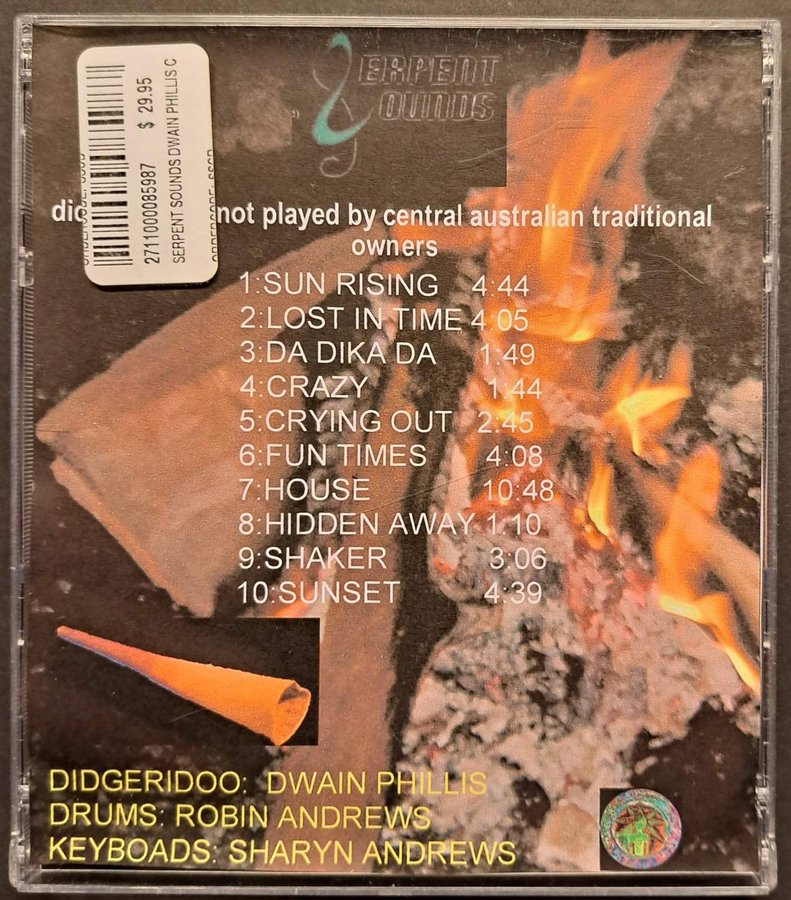 SERPENT
SOUNDS
$ 29.95
2711000085987
SERPENT SOUNDS DWAIN PHILLIS C
not played by central australian traditional
owners
1:SUN RISING 4:44
2:LOST IN TIME 4:05
3:DA DIKA DA 1:49
4:CRAZY 1:44
5:CRYING OUT 2:45
6:FUN TIMES 4:08
7:HOUSE 10:48
8:HIDDEN AWAY 1:10
9:SHAKER 3:06
10:SUNSET 4:39
DIDGERIDOO: DWAIN PHILLIS
DRUMS: ROBIN ANDREWS
KEYBOADS: SHARYN ANDREWS